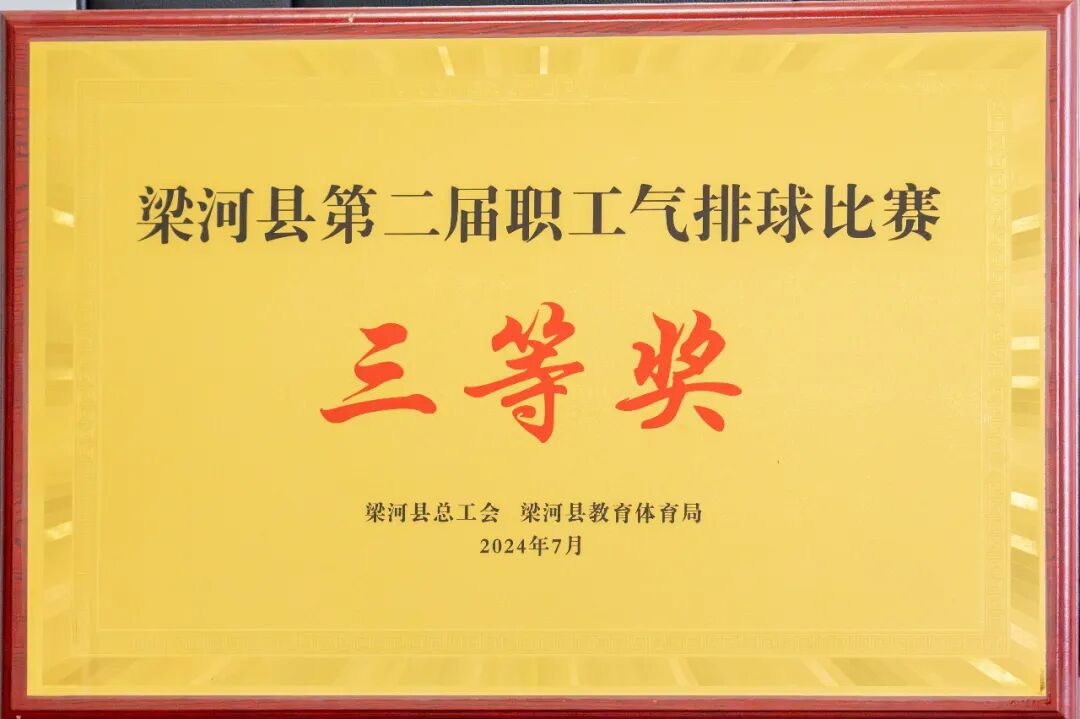 梁河县第二届职工气排球比赛
三等奖
梁河县总工会 梁河县教育体育局
2024年7月